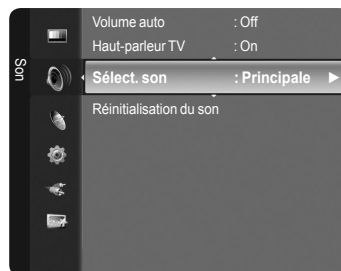 Son
Volume auto : Off
Haut-parleur TV : On
Sélect. son : Principale ►
Réinitialisation du son